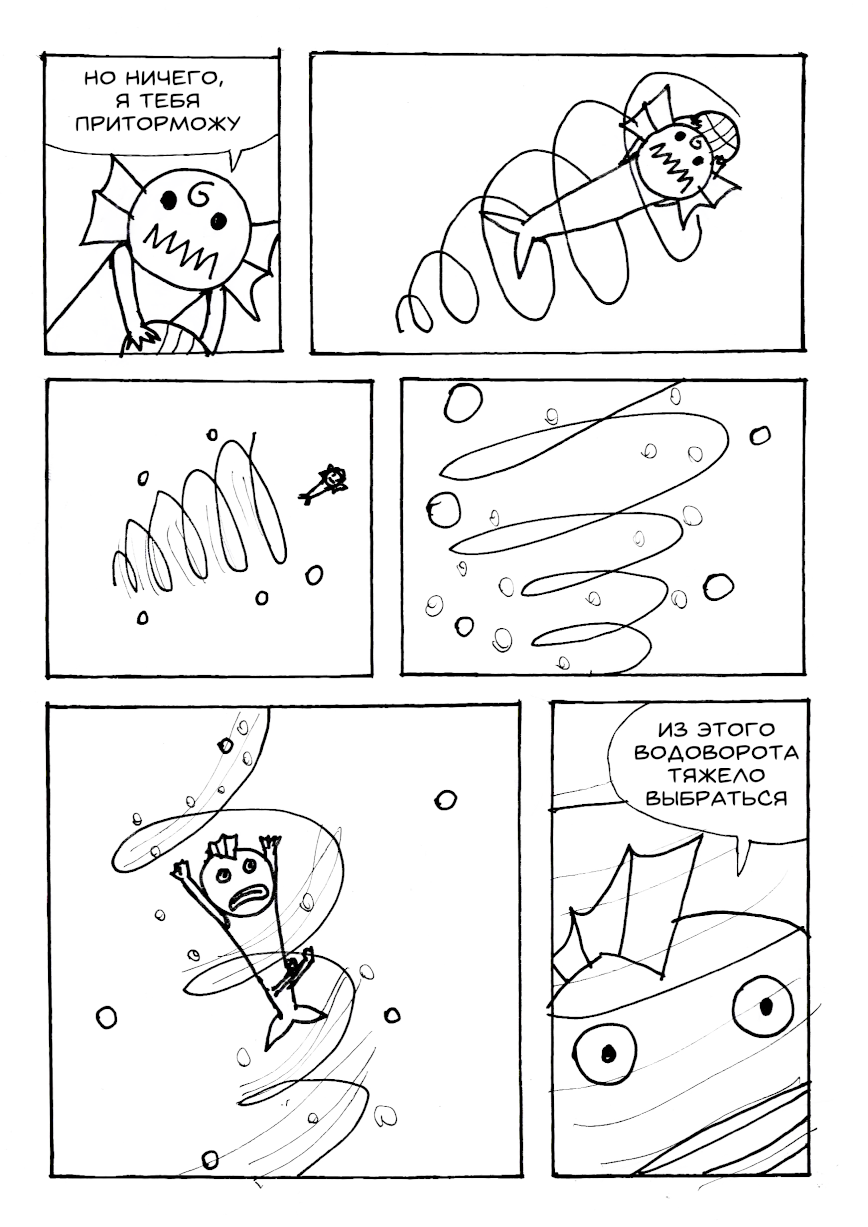 НО НИЧЕГО,
Я ТЕБЯ
ПРИТОРМОЖУ
ИЗ ЭТОГО
ВОДОВОРОТА
ТЯЖЕЛО
ВЫБРАТЬСЯ